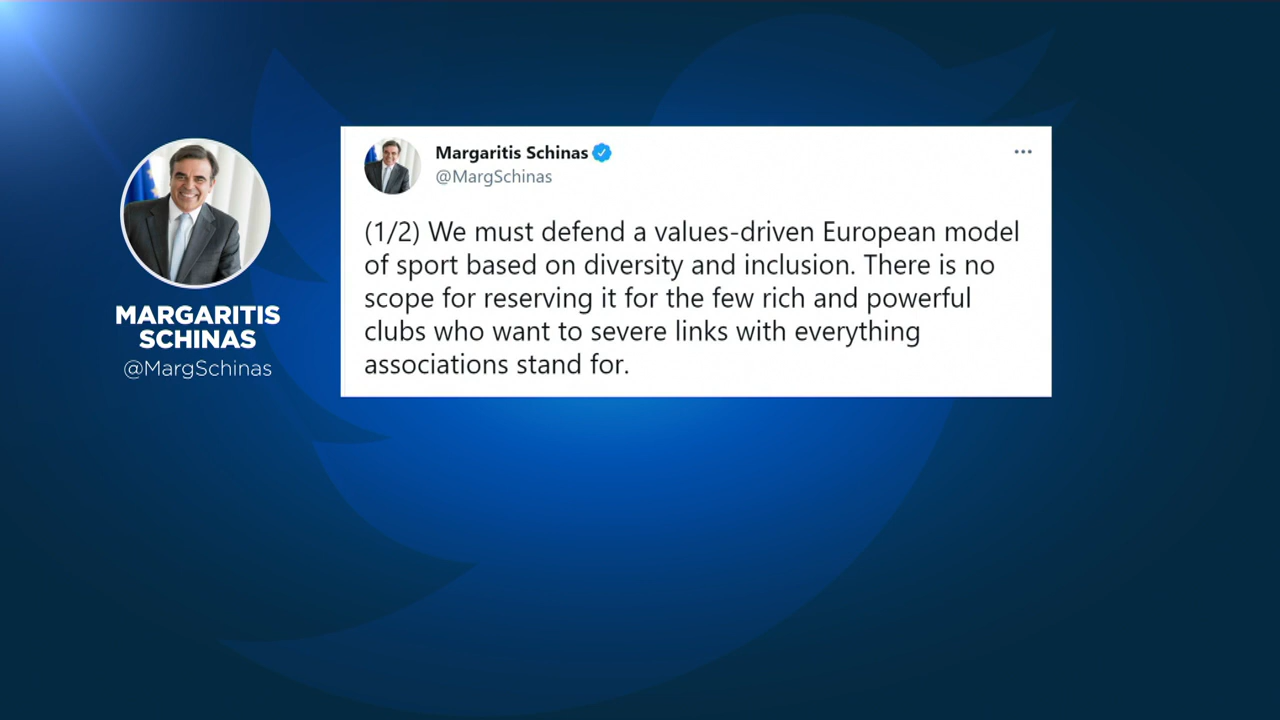 MARGARITIS
SCHINAS
@MargSchinas
Margaritis Schinas
@MargSchinas
(1/2) We must defend a values-driven European model
of sport based on diversity and inclusion. There is no
scope for reserving it for the few rich and powerful
clubs who want to severe links with everything
associations stand for.